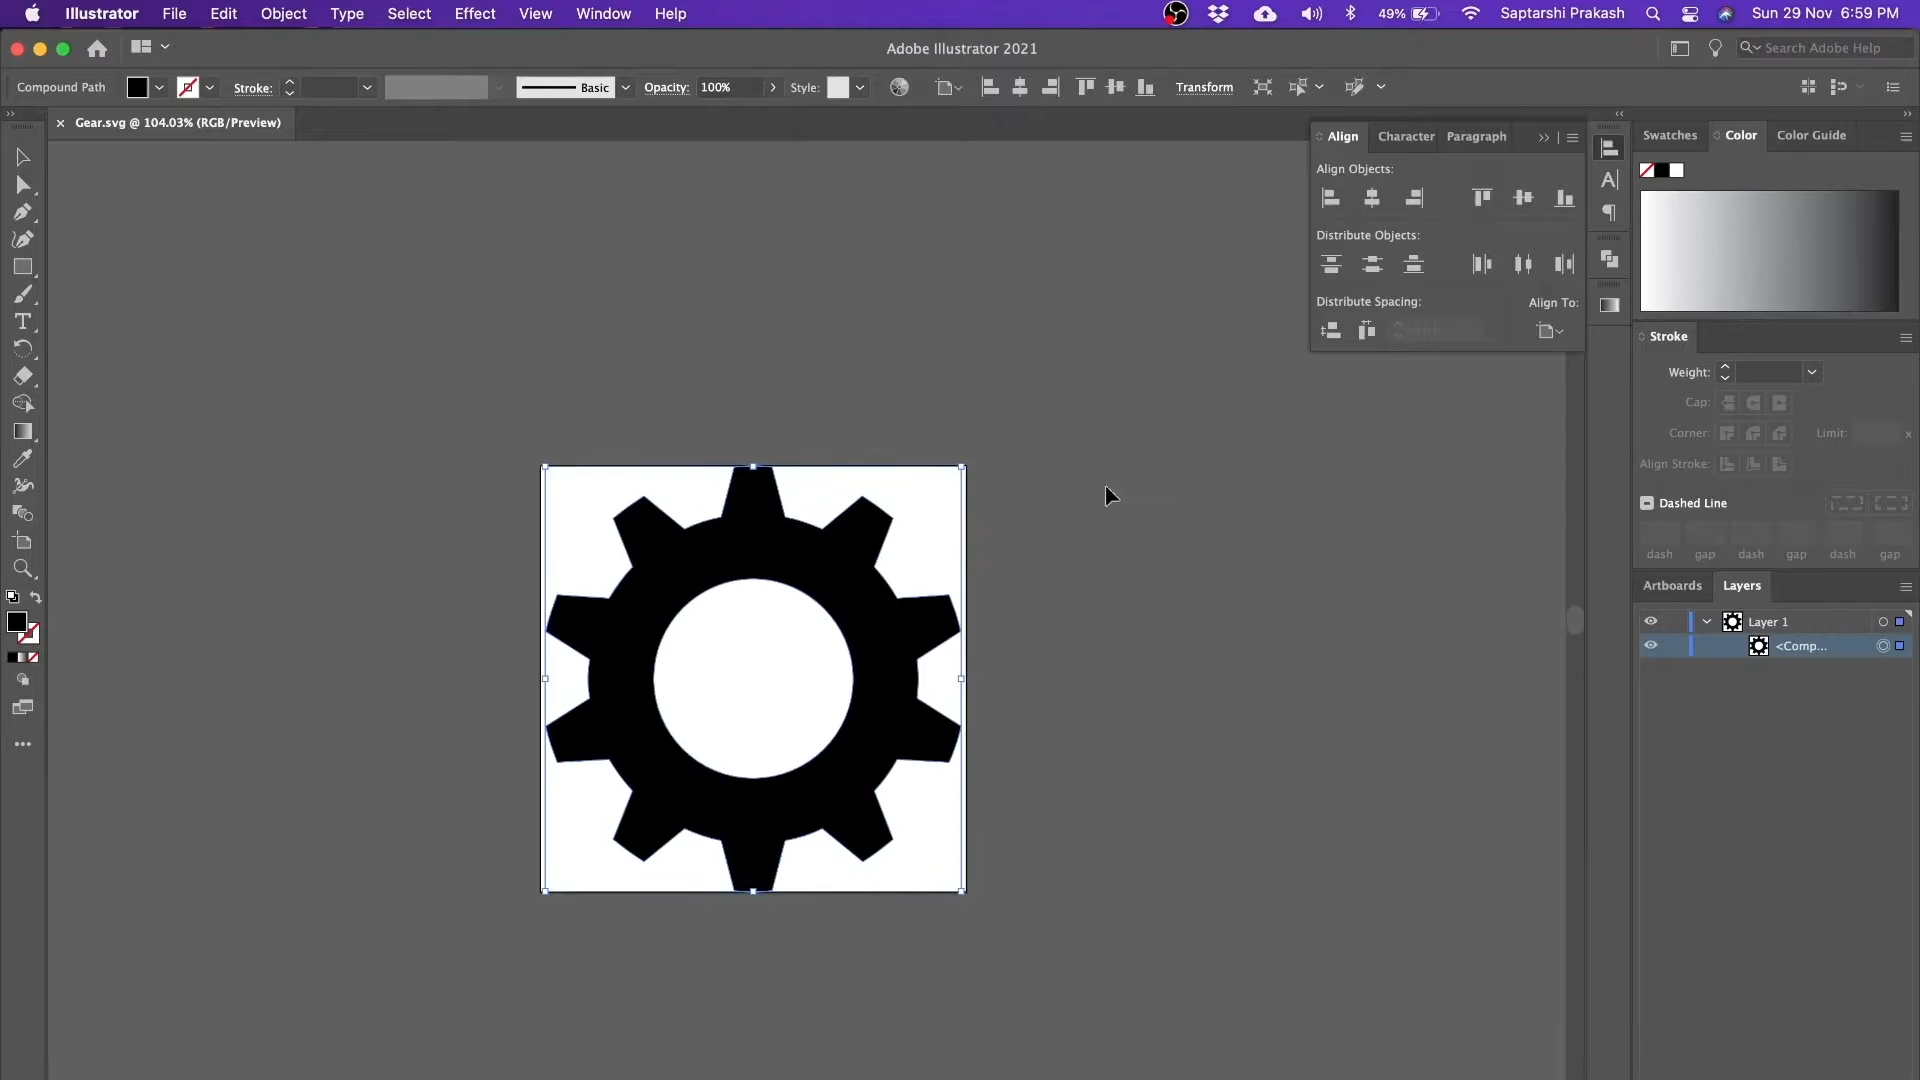 Illustrator File Edit Object Type Select Effect View Window Help 49% Saptarshi Prakash Sun 29 Nov 6:59 PM
Adobe Illustrator 2021 Search Adobe Help
Compound Path Stroke: Basic Opacity: 100% Style: Transform
Gear.svg @ 104.03% (RGB/Preview)
Align Character Paragraph
Align Objects:
Distribute Objects:
Distribute Spacing: Align To:
Swatches Color Color Guide
Stroke
Weight:
Cap:
Corner: Limit: x
Align Stroke:
Dashed Line
dash gap dash gap dash gap
Artboards Layers
Layer 1
<Comp...